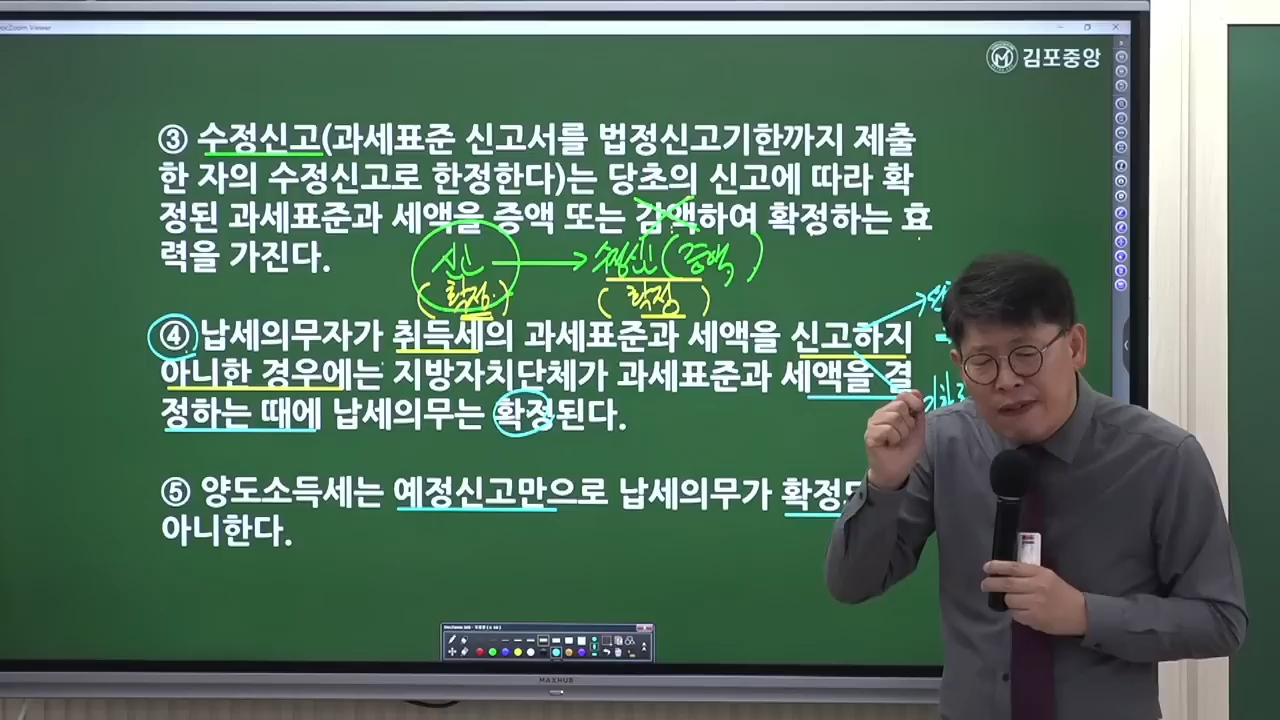 DocZoom Viewer
김포중앙
③ 수정신고(과세표준 신고서를 법정신고기한까지 제출
한 자의 수정신고로 한정한다)는 당초의 신고에 따라 확
정된 과세표준과 세액을 증액 또는 감액하여 확정하는 효
력을 가진다.
신고 → 수정신고 (증액)
(확정.) (확정)
④ 납세의무자가 취득세의 과세표준과 세액을 신고하지
아니한 경우에는 지방자치단체가 과세표준과 세액을 결
정하는 때에 납세의무는 확정된다.
⑤ 양도소득세는 예정신고만으로 납세의무가 확정
아니한다.
MAXHUB